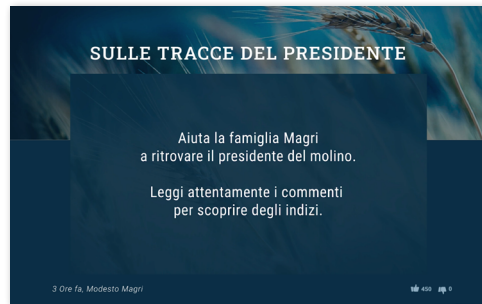 SULLE TRACCE DEL PRESIDENTE
Aiuta la famiglia Magri
a ritrovare il presidente del molino.
Leggi attentamente i commenti
per scoprire degli indizi.
3 Ore fa, Modesto Magri
450 0